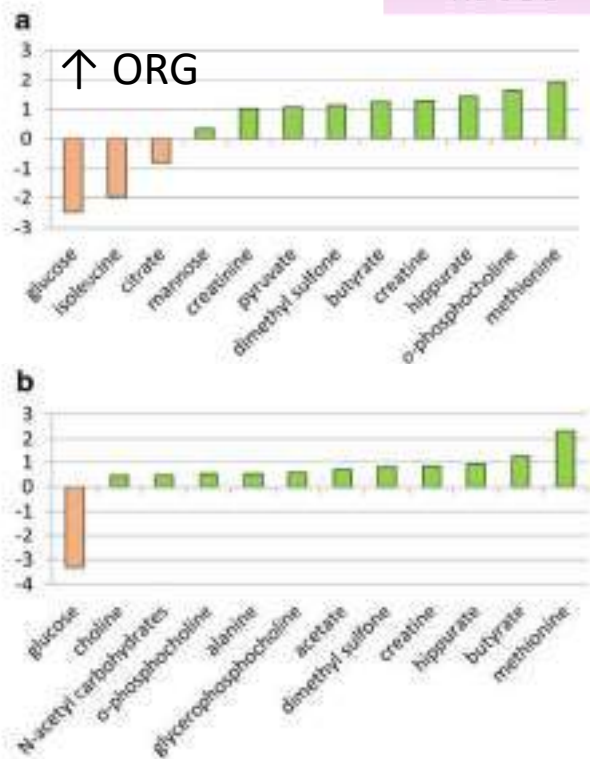 a
3
↑ ORG
2
1
0
-1
-2
-3
glucose
isoleucine
citrate
mannose
creatinine
pyruvate
dimethyl sulfone
butyrate
creatine
hippurate
o-phosphocholine
methionine
b
3
2
1
0
-1
-2
-3
-4
glucose
choline
N-acetyl carbohydrates
o-phosphocholine
alanine
glycerophosphocholine
acetate
dimethyl sulfone
creatine
hippurate
butyrate
methionine